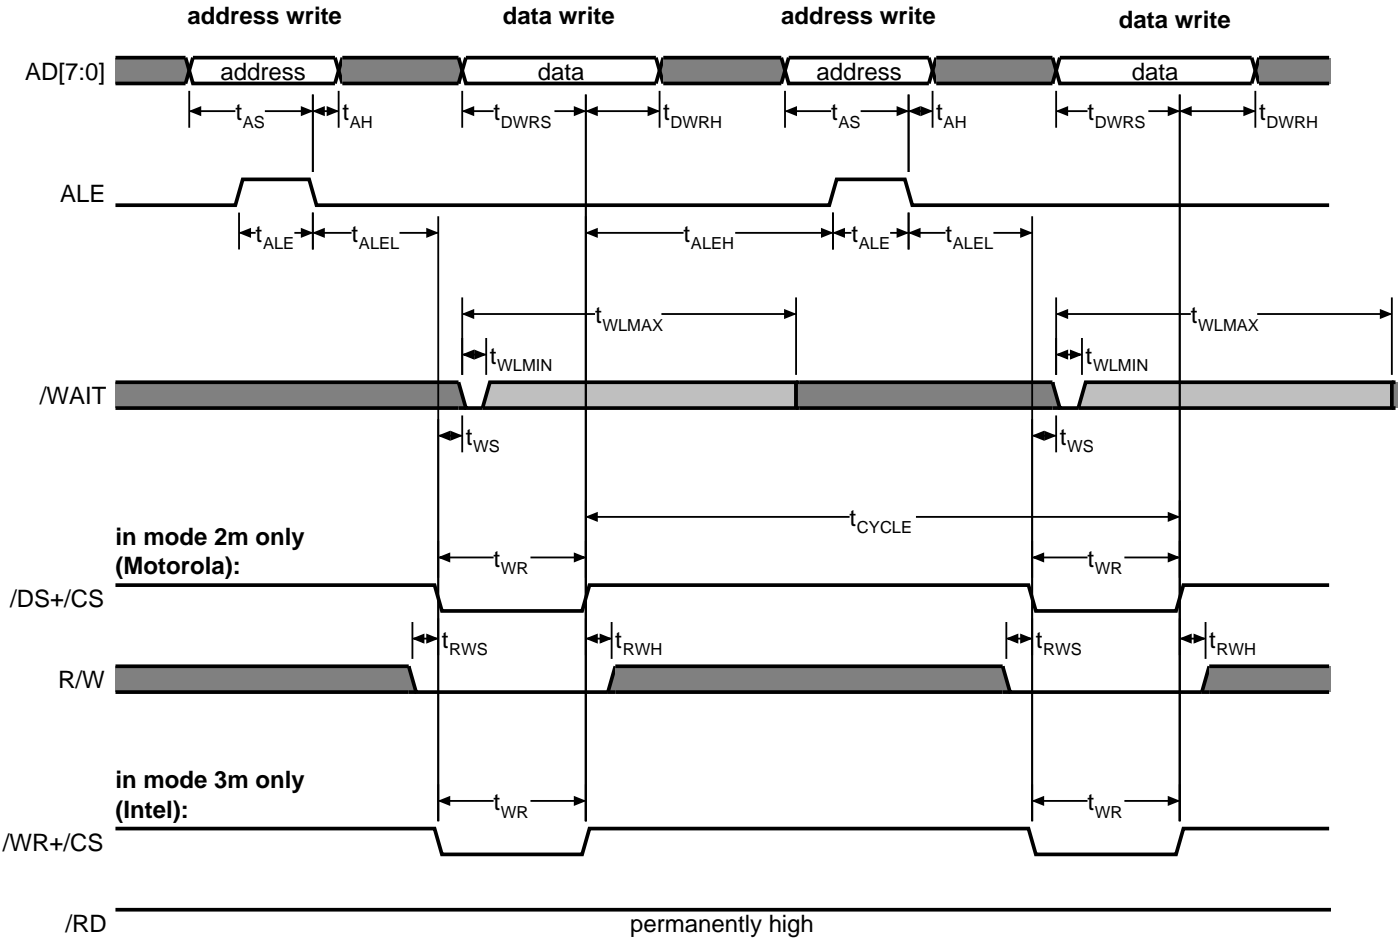 address write data write address write data write
AD[7:0] address data address data
tAS tAH tDWRS tDWRH tAS tAH tDWRS tDWRH
ALE
tALE tALEL tALEH tALE tALEL
tWLMAX tWLMAX
tWLMIN tWLMIN
/WAIT
tWS tWS
tCYCLE
in mode 2m only
(Motorola):
tWR tWR
/DS+/CS
tRWS tRWH tRWS tRWH
R/W
in mode 3m only
(Intel):
tWR tWR
/WR+/CS
/RD permanently high